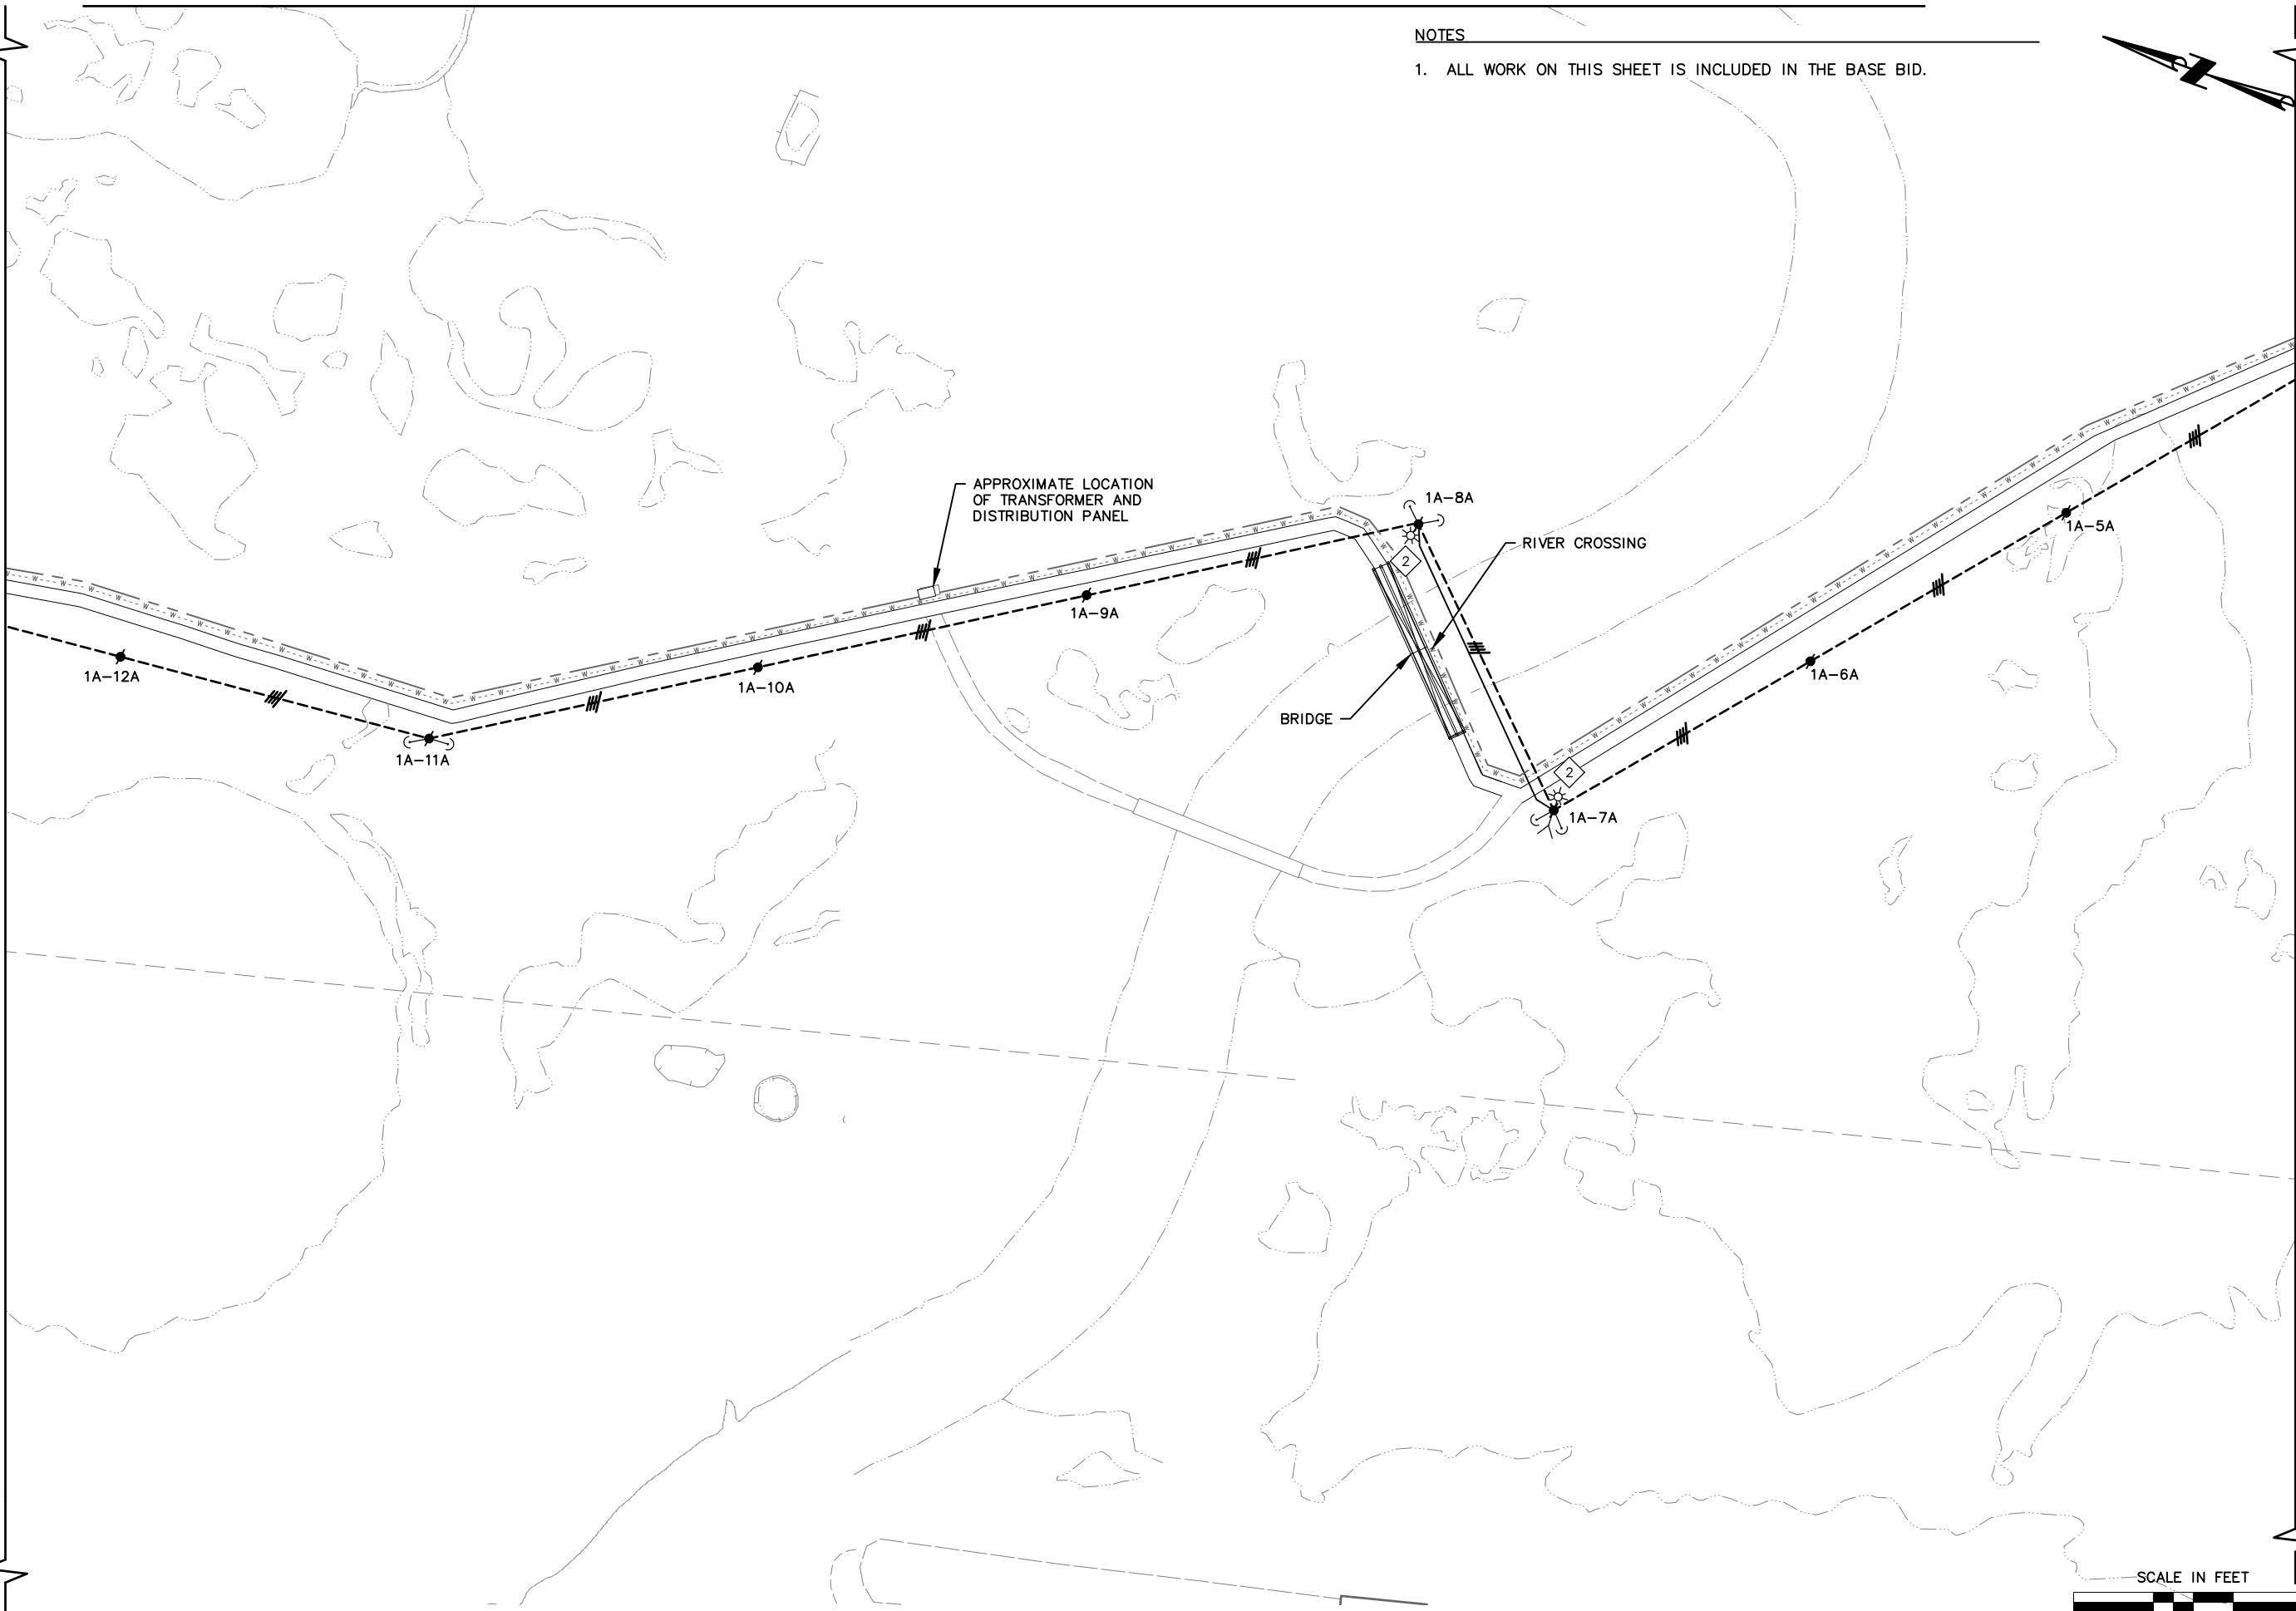 NOTES
1. ALL WORK ON THIS SHEET IS INCLUDED IN THE BASE BID.
APPROXIMATE LOCATION
OF TRANSFORMER AND
DISTRIBUTION PANEL
1A-8A
2
RIVER CROSSING
1A-5A
1A-9A
1A-12A
1A-10A
1A-6A
BRIDGE
1A-11A
2
1A-7A
SCALE IN FEET